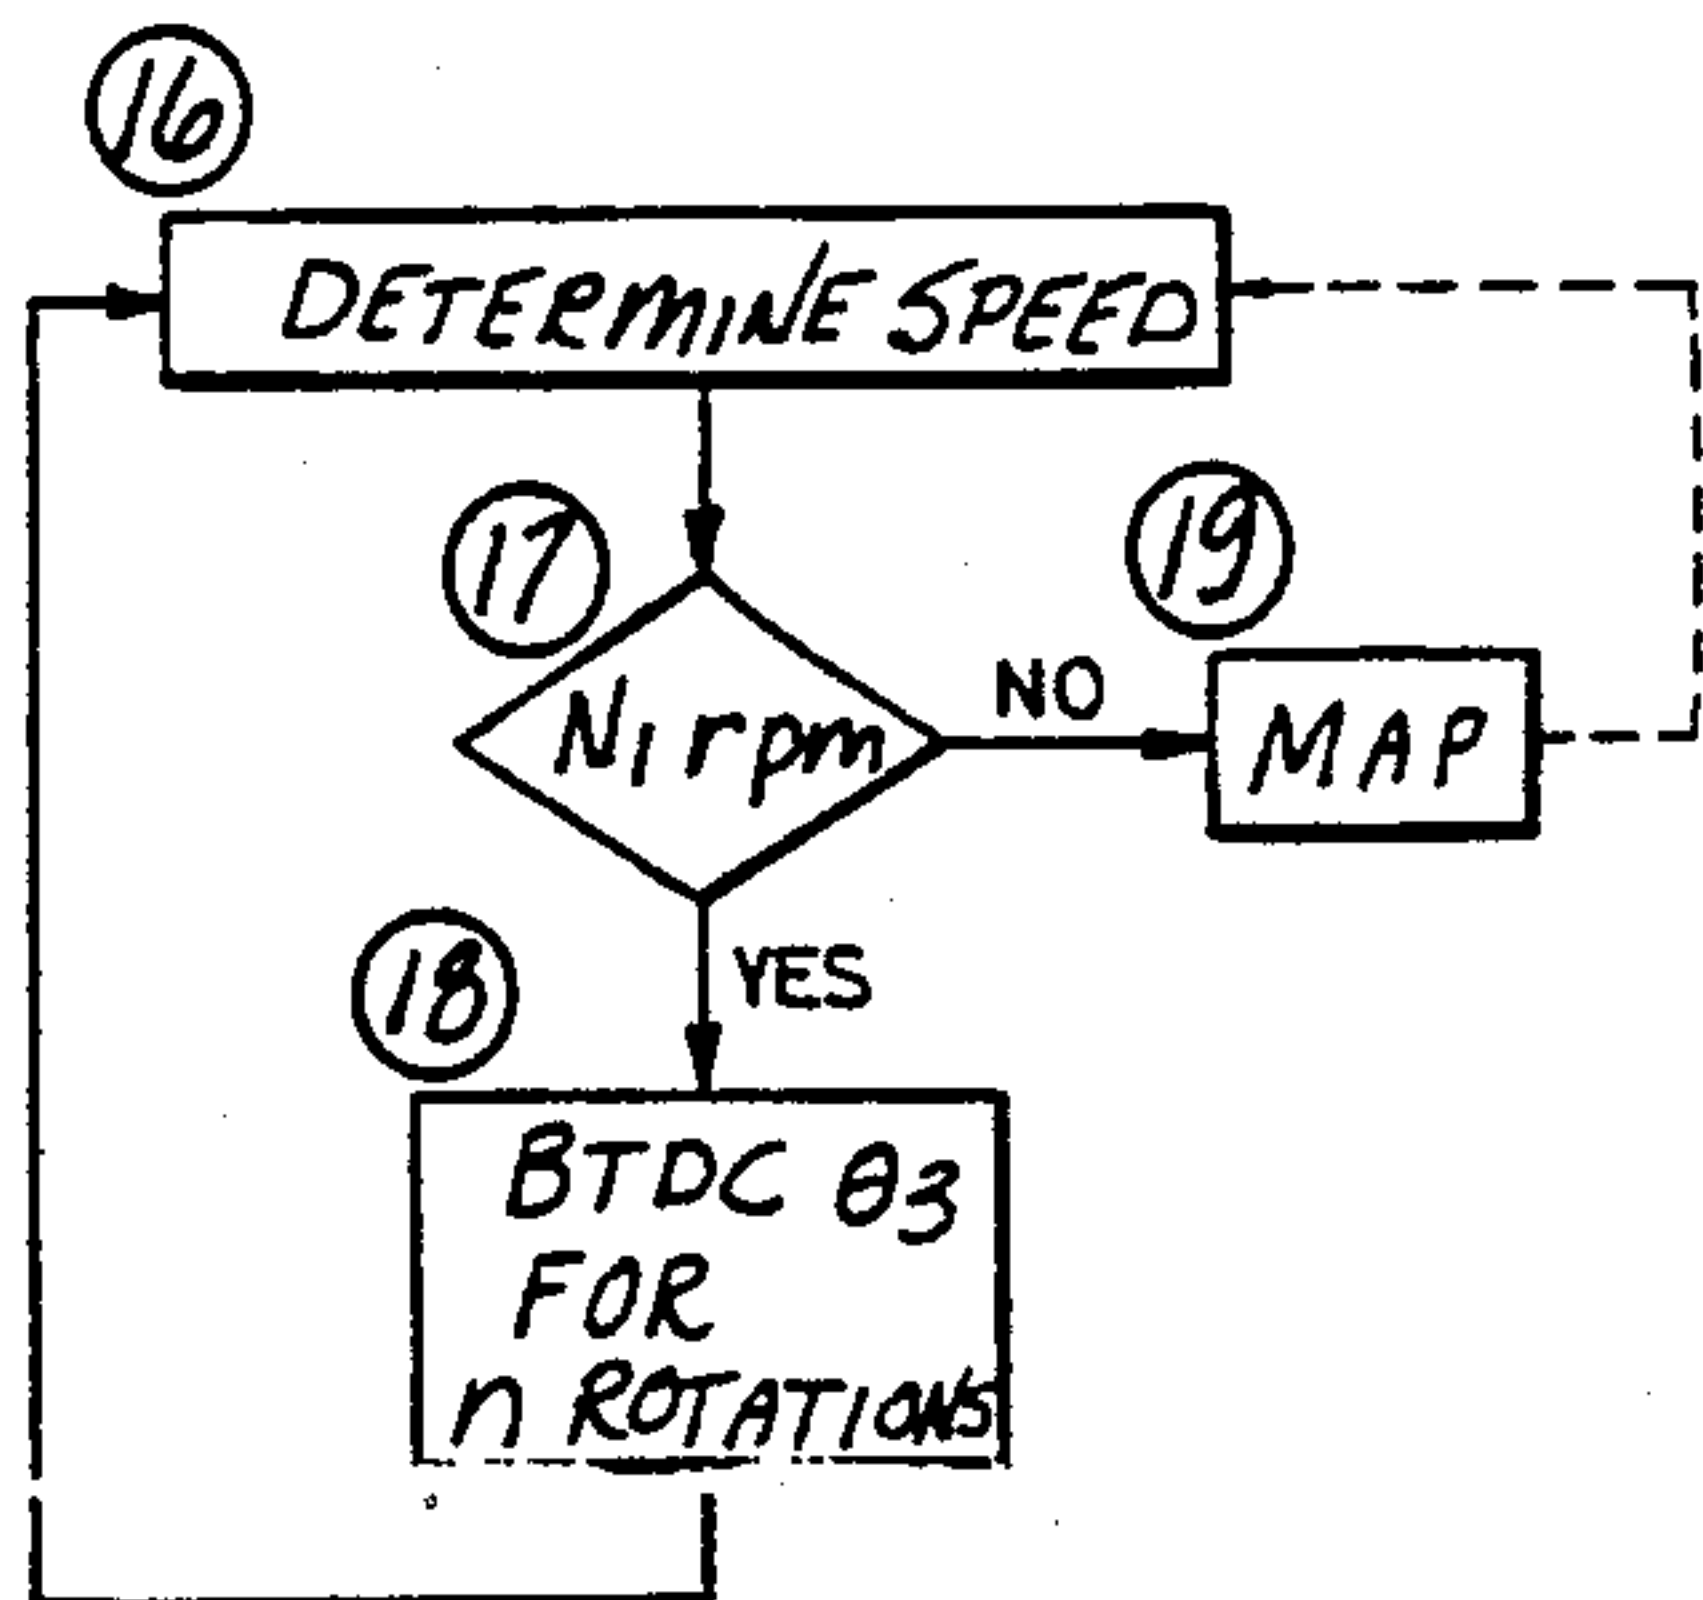 16
DETERMINE SPEED
17
19
N1 rpm
NO
MAP
18
YES
BTDC θ3
FOR
n ROTATIONS